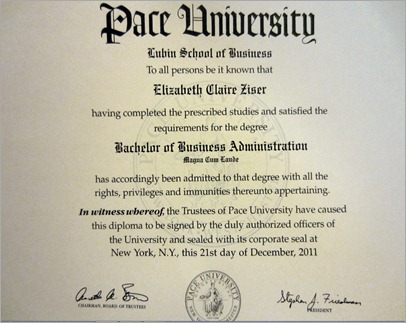 Pace University
Lubin School of Business
To all persons be it known that
Elizabeth Claire Ziser
having completed the prescribed studies and satisfied the
requirements for the degree
Bachelor of Business Administration
Magna Cum Laude
has accordingly been admitted to that degree with all the
rights, privileges and immunities thereunto appertaining.
In witness whereof, the Trustees of Pace University have caused
this diploma to be signed by the duly authorized officers of
the University and sealed with its corporate seal at
New York, N.Y., this 21st day of December, 2011
Stephen J. Friedman
CHAIRMAN, BOARD OF TRUSTEES
PRESIDENT
PACE UNIVERSITY